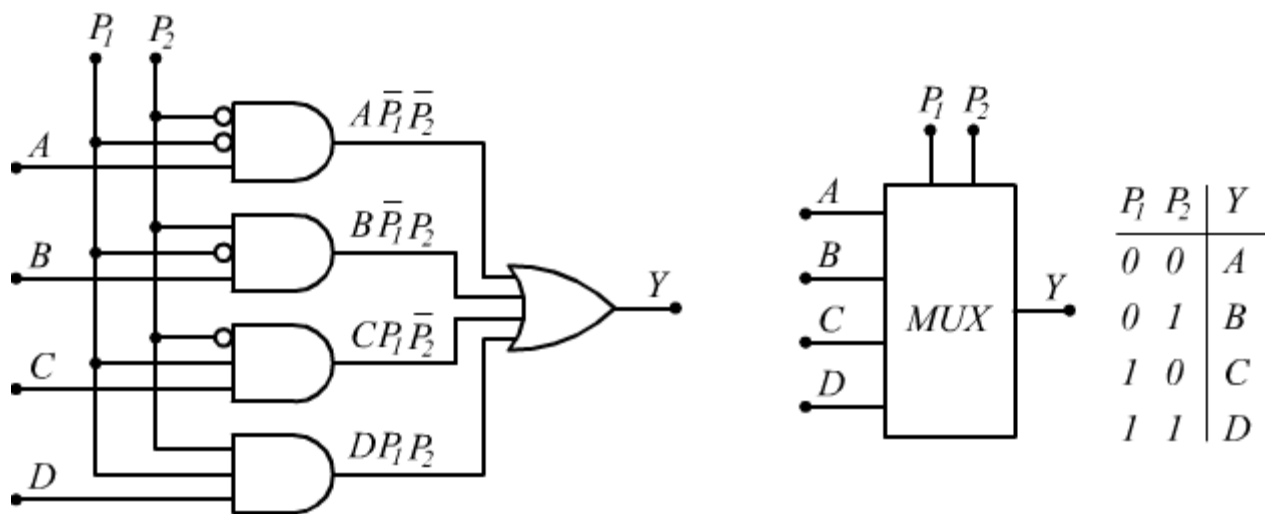 P₁ P₂
A
A P̅₁ P̅₂
B
B P̅₁ P₂
C
C P₁ P̅₂
D
D P₁ P₂
Y
P₁ P₂
A
B
C
D
MUX
Y
P₁ P₂ Y
0 0 A
0 1 B
1 0 C
1 1 D